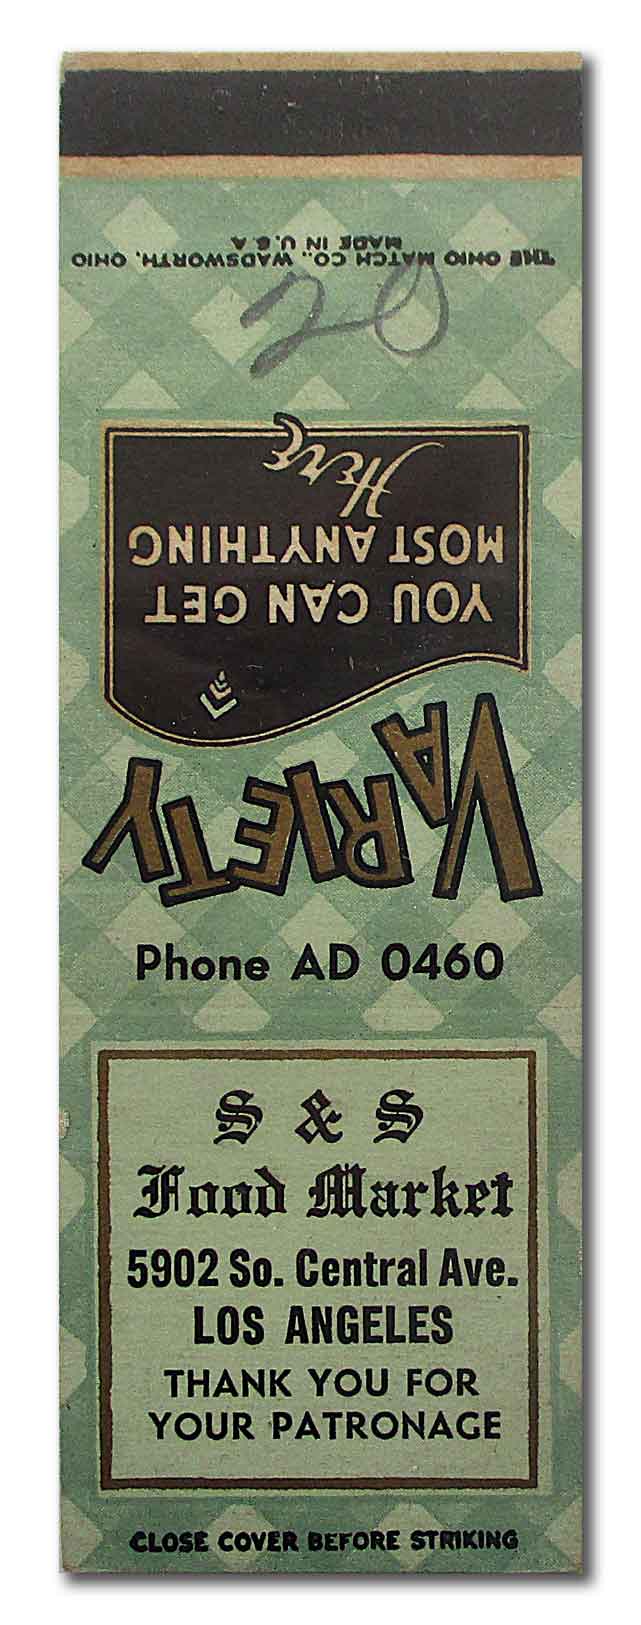 THE OHIO MATCH CO., WADSWORTH, OHIO
MADE IN U.S.A
20
VARIETY
YOU CAN GET
MOST ANYTHING
Here
Phone AD 0460
S & S
Food Market
5902 So. Central Ave.
LOS ANGELES
THANK YOU FOR
YOUR PATRONAGE
CLOSE COVER BEFORE STRIKING